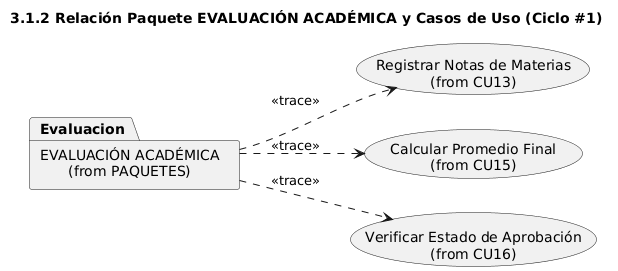 3.1.2 Relación Paquete EVALUACIÓN ACADÉMICA y Casos de Uso (Ciclo #1)
Registrar Notas de Materias
(from CU13)
«trace»
Evaluacion
EVALUACIÓN ACADÉMICA
(from PAQUETES)
«trace»
Calcular Promedio Final
(from CU15)
«trace»
Verificar Estado de Aprobación
(from CU16)